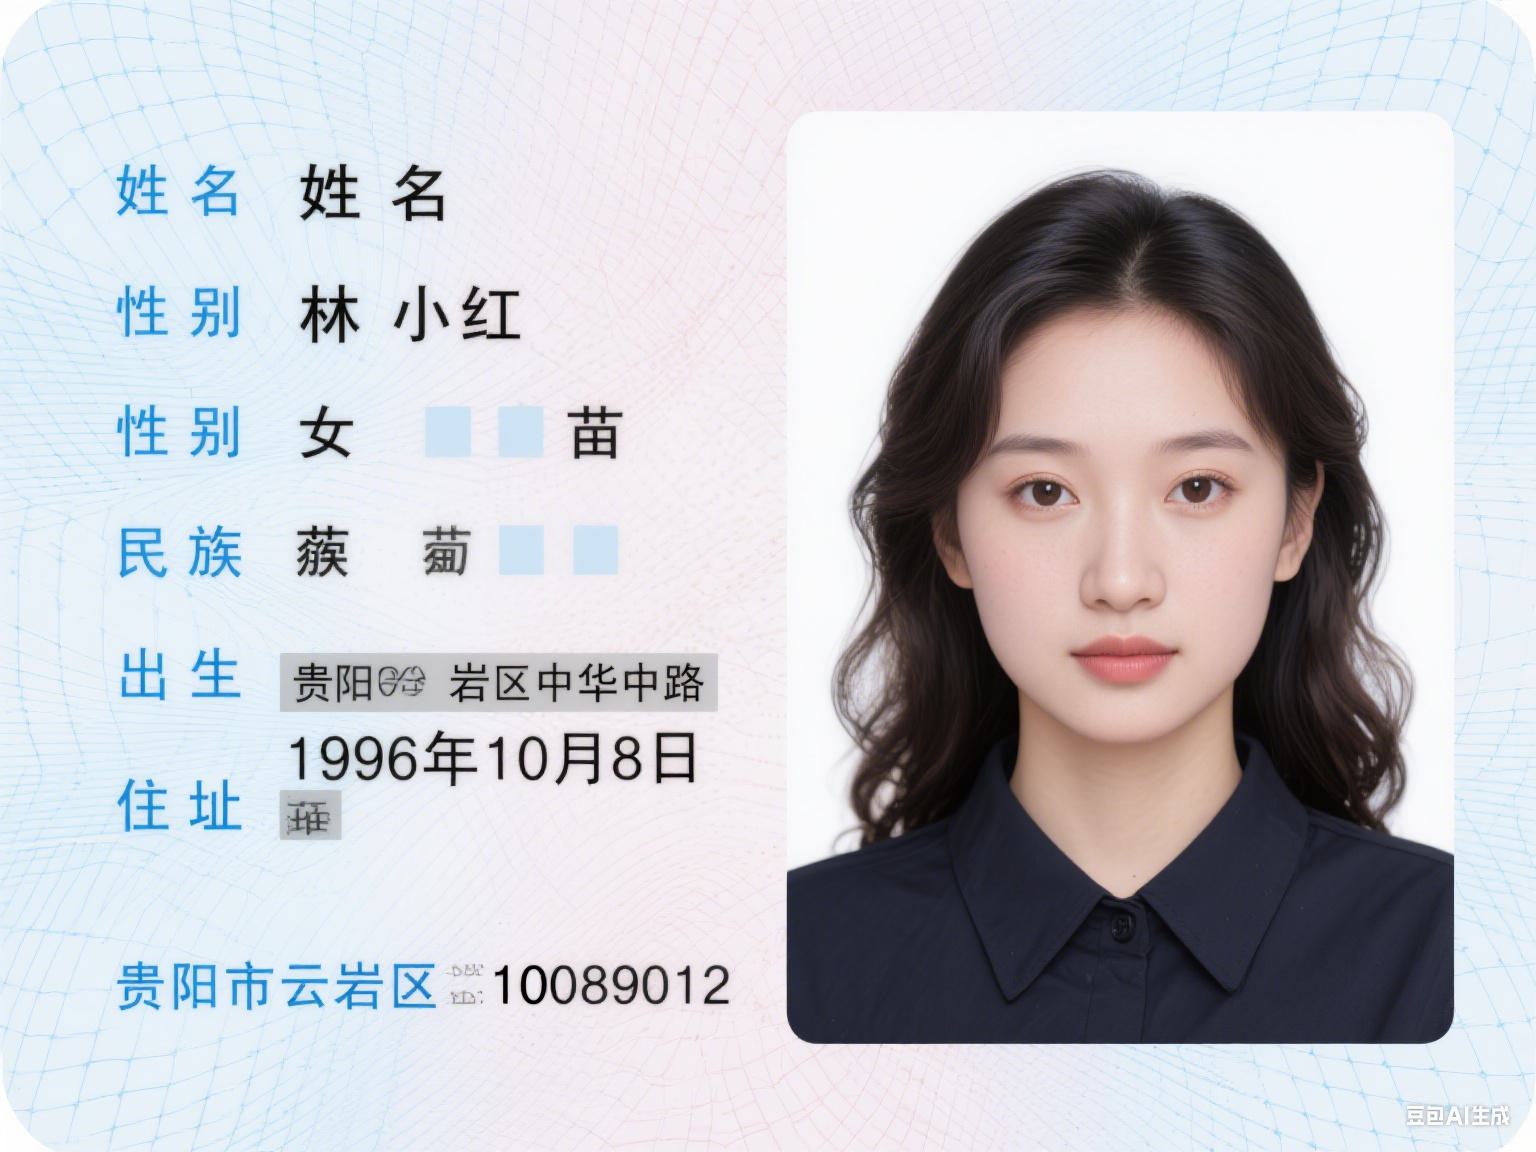 姓名 姓名
性别 林小红
性别 女 苗
民族
出生 贵阳 岩区中华中路
1996年10月8日
住址
贵阳市云岩区 10089012
豆包AI生成